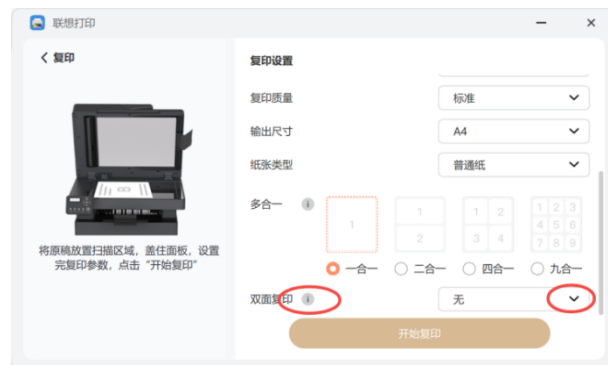 联想打印
复印
将原稿放置扫描区域，盖住面板，设置
完复印参数，点击“开始复印”
复印设置
复印质量 标准
输出尺寸 A4
纸张类型 普通纸
多合一 i
1
1
2
1 2
3 4
1 2 3
4 5 6
7 8 9
一合一 二合一 四合一 九合一
双面复印 i 无
开始复印